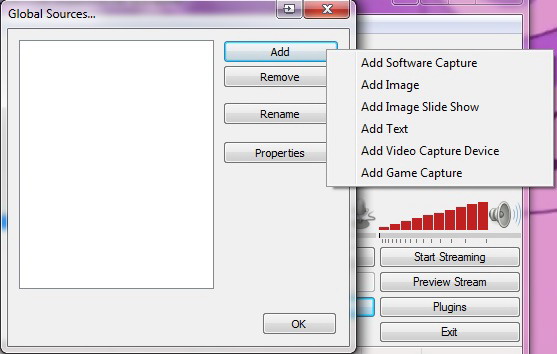 Global Sources...
Add
Remove
Rename
Properties
OK
Add Software Capture
Add Image
Add Image Slide Show
Add Text
Add Video Capture Device
Add Game Capture
Start Streaming
Preview Stream
Plugins
Exit